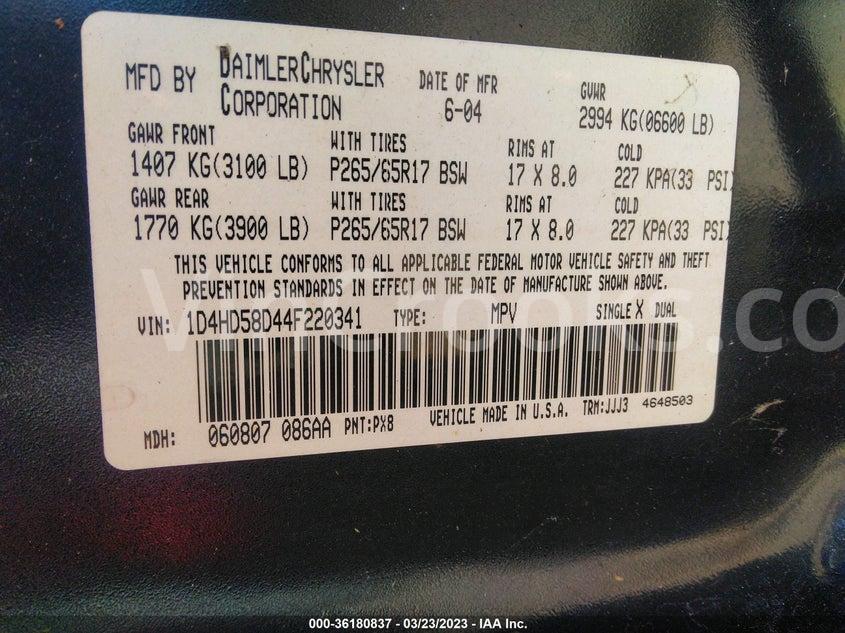 MFD BY DAIMLERCHRYSLER CORPORATION DATE OF MFR 6-04 GVWR 2994 KG(06600 LB)
GAWR FRONT WITH TIRES RIMS AT COLD
1407 KG(3100 LB) P265/65R17 BSW 17 X 8.0 227 KPA(33 PSI)
GAWR REAR WITH TIRES RIMS AT COLD
1770 KG(3900 LB) P265/65R17 BSW 17 X 8.0 227 KPA(33 PSI)
THIS VEHICLE CONFORMS TO ALL APPLICABLE FEDERAL MOTOR VEHICLE SAFETY AND THEFT
PREVENTION STANDARDS IN EFFECT ON THE DATE OF MANUFACTURE SHOWN ABOVE.
VIN: 1D4HD58D44F220341 TYPE: MPV SINGLE X DUAL
MDH: 060807 086AA PNT:PX8 VEHICLE MADE IN U.S.A. TRM:JJJ3 4648503
000-36180837 - 03/23/2023 - IAA Inc.